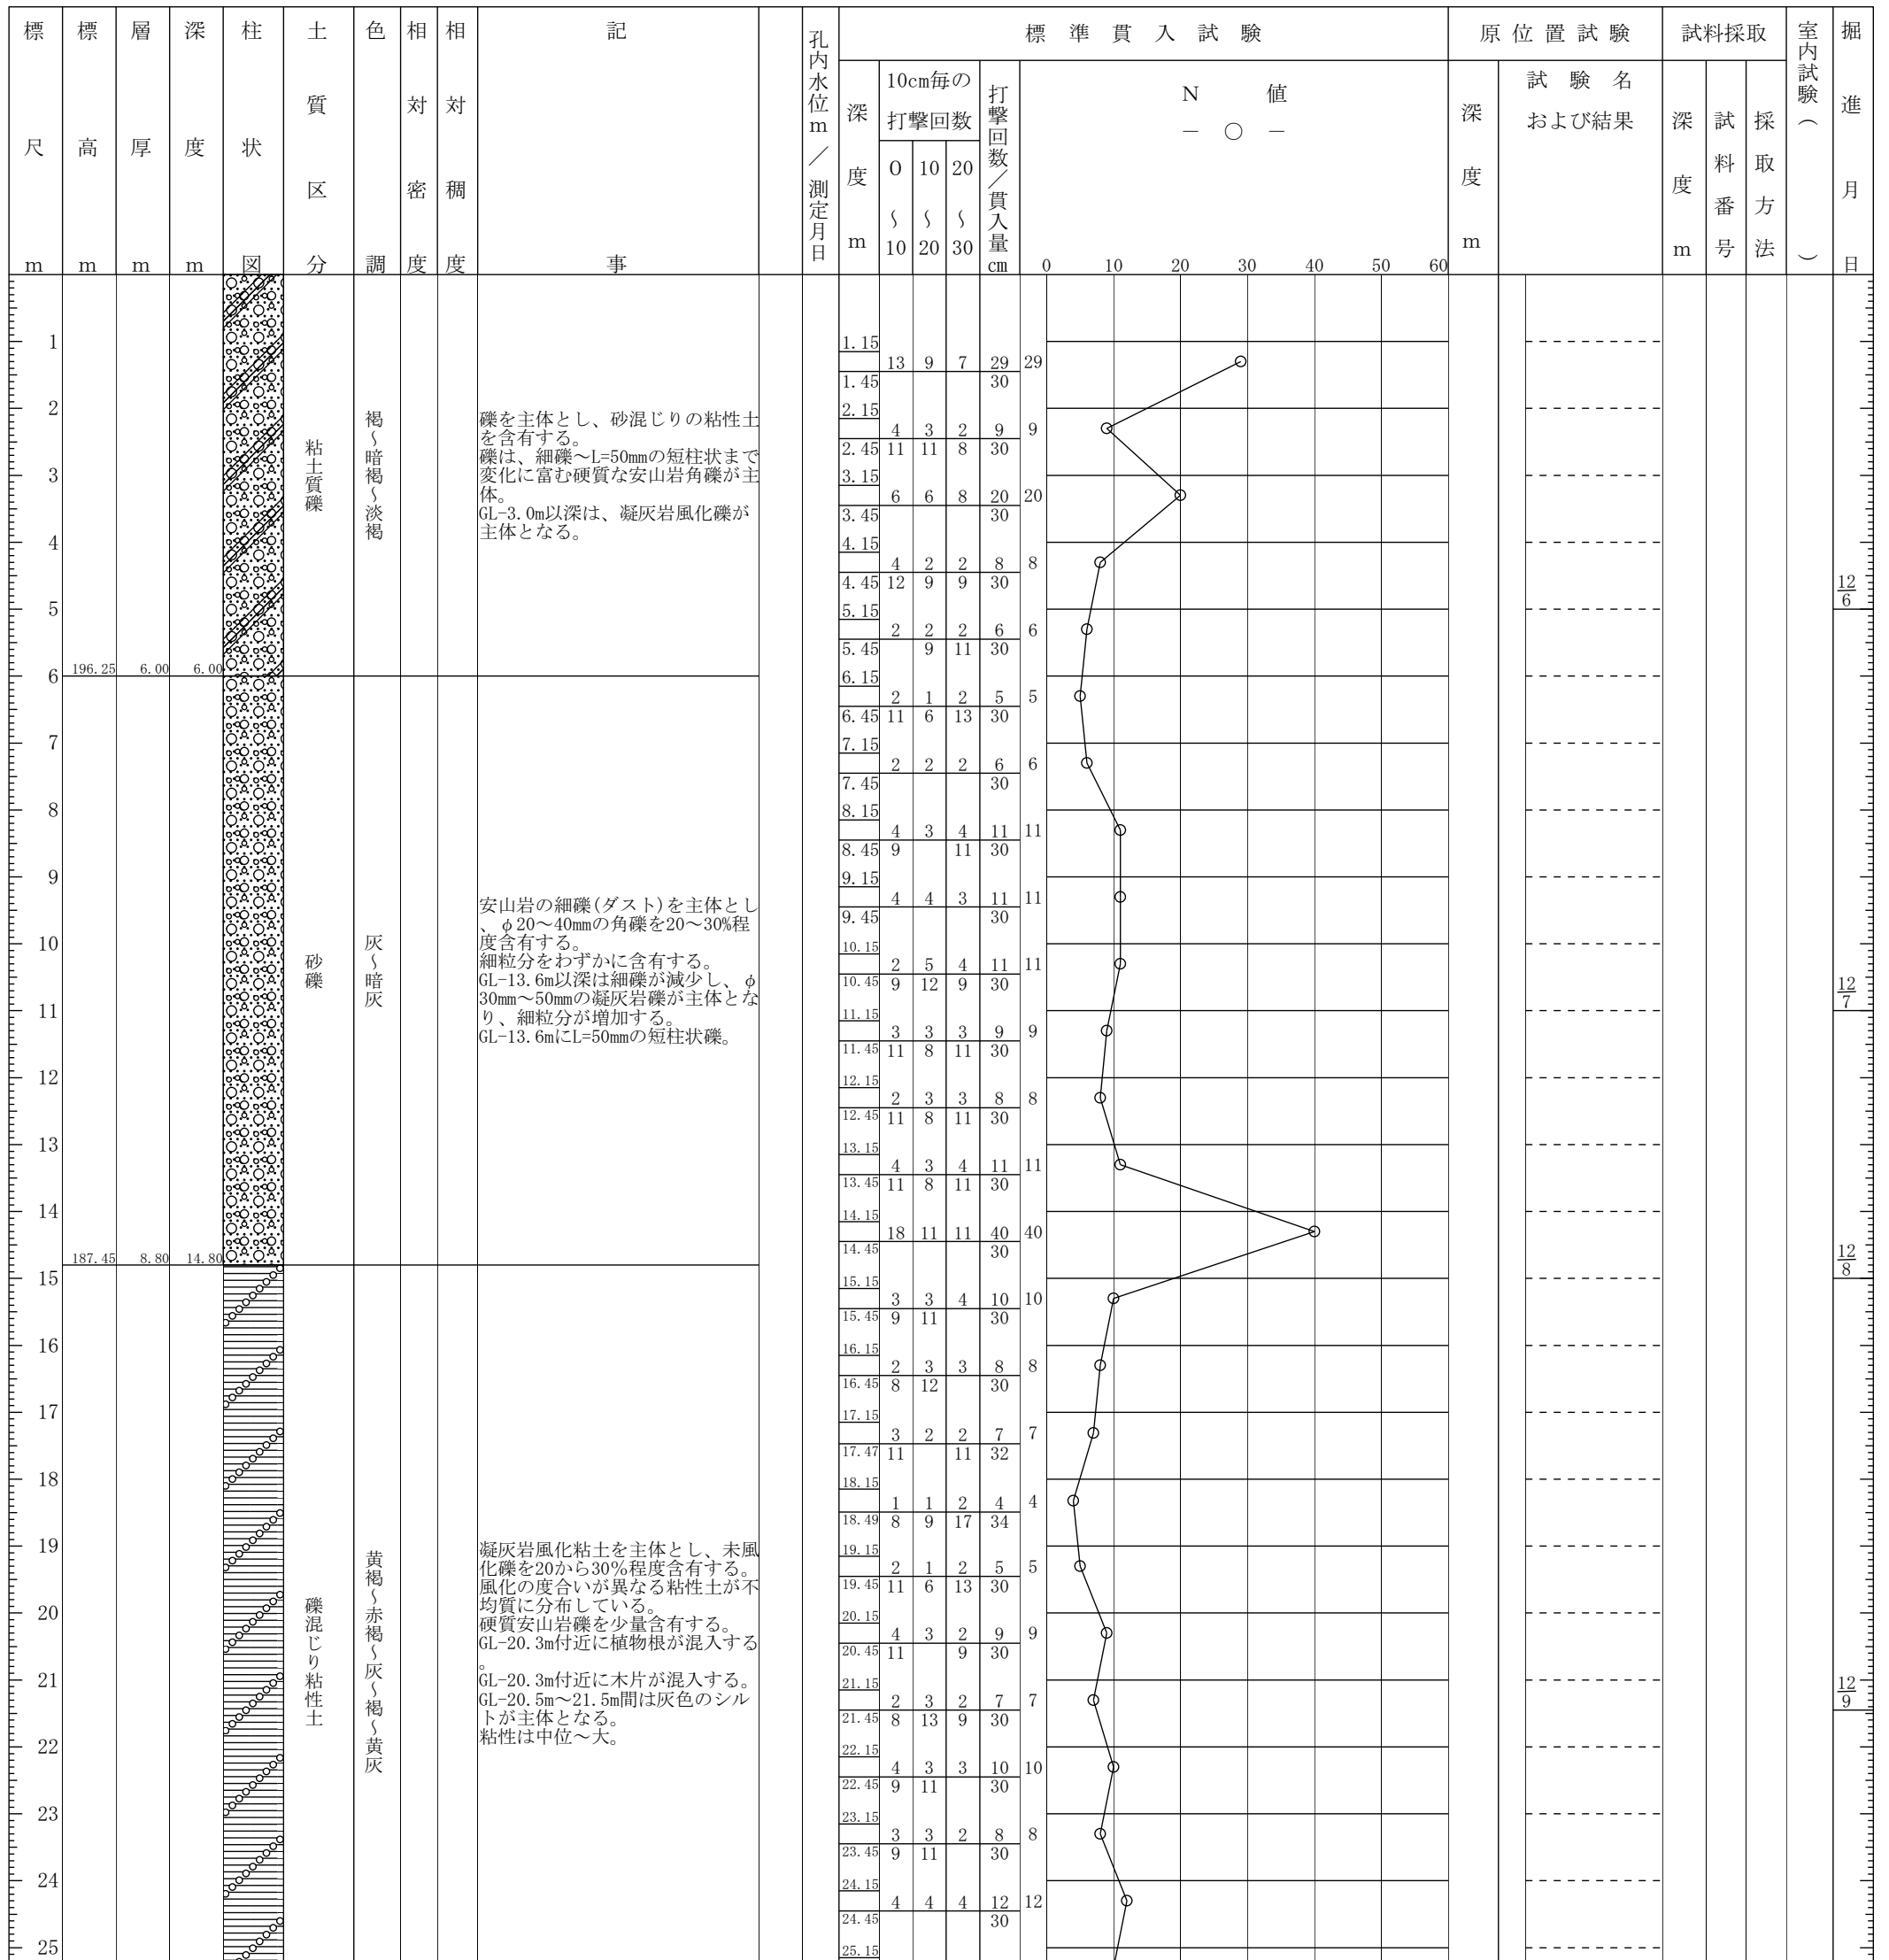 標尺m
標高m
層厚m
深度m
柱状図
土質区分
色調
相対密度
相対稠度
記事
孔内水位m／測定月日
標準貫入試験
深度m
10cm毎の
打撃回数
0 10 20
〜 〜 〜
10 20 30
打撃回数／貫入量cm
N 値
― ○ ―
0 10 20 30 40 50 60
原位置試験
深度m
試験名
および結果
試料採取
深度m
試料番号
採取方法
室内試験（ ）
掘進月日
1
2
3
4
5
6
7
8
9
10
11
12
13
14
15
16
17
18
19
20
21
22
23
24
25
196.25 6.00 6.00
187.45 8.80 14.80
粘土質礫
褐〜暗褐〜淡褐
礫を主体とし、砂混じりの粘性土
を含有する。
礫は、細礫〜L=50mmの短柱状まで
変化に富む硬質な安山岩角礫が主
体。
GL-3.0m以深は、凝灰岩風化礫が
主体となる。
砂礫
灰〜暗灰
安山岩の細礫(ダスト)を主体とし
、φ20〜40mmの角礫を20〜30%程
度含有する。
細粒分をわずかに含有する。
GL-13.6m以深は細礫が減少し、φ
30mm〜50mmの凝灰岩礫が主体とな
り、細粒分が増加する。
GL-13.6mにL=50mmの短柱状礫。
礫混じり粘性土
黄褐〜赤褐〜灰〜褐〜黄灰
凝灰岩風化粘土を主体とし、未風
化礫を20から30%程度含有する。
風化の度合いが異なる粘性土が不
均質に分布している。
硬質安山岩礫を少量含有する。
GL-20.3m付近に植物根が混入する
。
GL-20.3m付近に木片が混入する。
GL-20.5m〜21.5m間は灰色のシル
トが主体となる。
粘性は中位〜大。
1.15
13 9 7 29 29
1.45 30
2.15
4 3 2 9 9
2.45 11 11 8 30
3.15
6 6 8 20 20
3.45 30
4.15
4 2 2 8 8
4.45 12 9 9 30
5.15
2 2 2 6 6
5.45 9 11 30
6.15
2 1 2 5 5
6.45 11 6 13 30
7.15
2 2 2 6 6
7.45 30
8.15
4 3 4 11 11
8.45 9 11 30
9.15
4 4 3 11 11
9.45 30
10.15
2 5 4 11 11
10.45 9 12 9 30
11.15
3 3 3 9 9
11.45 11 8 11 30
12.15
2 3 3 8 8
12.45 11 8 11 30
13.15
4 3 4 11 11
13.45 11 8 11 30
14.15
18 11 11 40 40
14.45 30
15.15
3 3 4 10 10
15.45 9 11 30
16.15
2 3 3 8 8
16.45 8 12 30
17.15
3 2 2 7 7
17.47 11 11 32
18.15
1 1 2 4 4
18.49 8 9 17 34
19.15
2 1 2 5 5
19.45 11 6 13 30
20.15
4 3 2 9 9
20.45 11 9 30
21.15
2 3 2 7 7
21.45 8 13 9 30
22.15
4 3 3 10 10
22.45 9 11 30
23.15
3 3 2 8 8
23.45 9 11 30
24.15
4 4 4 12 12
24.45 30
25.15
12
6
12
7
12
8
12
9